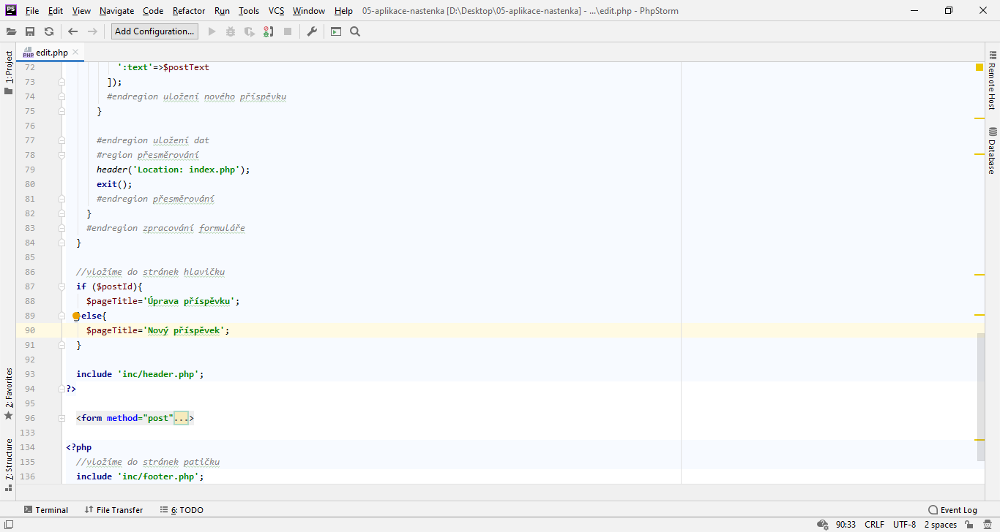 PS File Edit View Navigate Code Refactor Run Tools VCS Window Help 05-aplikace-nastenka [D:\Desktop\05-aplikace-nastenka] - ...\edit.php - PhpStorm
Add Configuration...
1: Project
PHP edit.php
72 ':text'=>$postText
73 ]);
74 #endregion uložení nového příspěvku
75 }
76
77 #endregion uložení dat
78 #region přesměrování
79 header('Location: index.php');
80 exit();
81 #endregion přesměrování
82 }
83 #endregion zpracování formuláře
84 }
85
86 //vložíme do stránek hlavičku
87 if ($postId){
88 $pageTitle='Úprava příspěvku';
89 }else{
90 $pageTitle='Nový příspěvek';
91 }
92
93 include 'inc/header.php';
94 ?>
95
96 <form method="post"...>
133
134 <?php
135 //vložíme do stránek patičku
136 include 'inc/footer.php';
2: Favorites
7: Structure
Remote Host
Database
Terminal File Transfer 6: TODO Event Log
90:33 CRLF UTF-8 2 spaces